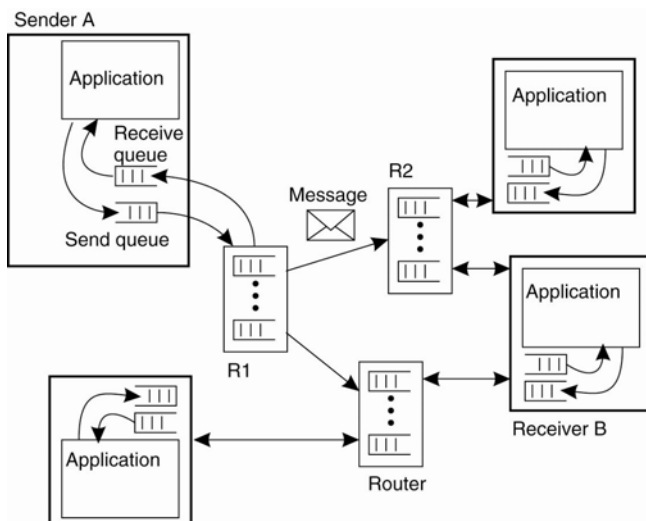 Sender A
Application
Receive
queue
Send queue
R1
Message
R2
Application
Application
Receiver B
Router
Application